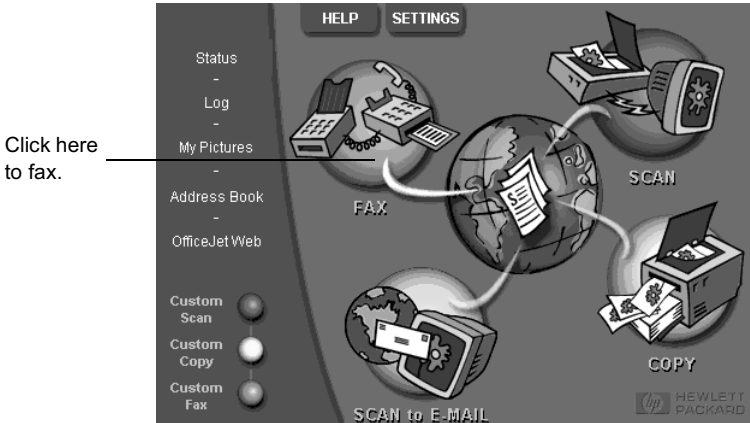 HELP
SETTINGS
Status
-
Log
-
My Pictures
-
Address Book
-
OfficeJet Web
Click here
to fax.
FAX
SCAN
Custom
Scan
Custom
Copy
Custom
Fax
SCAN to E-MAIL
COPY
hp
HEWLETT
PACKARD